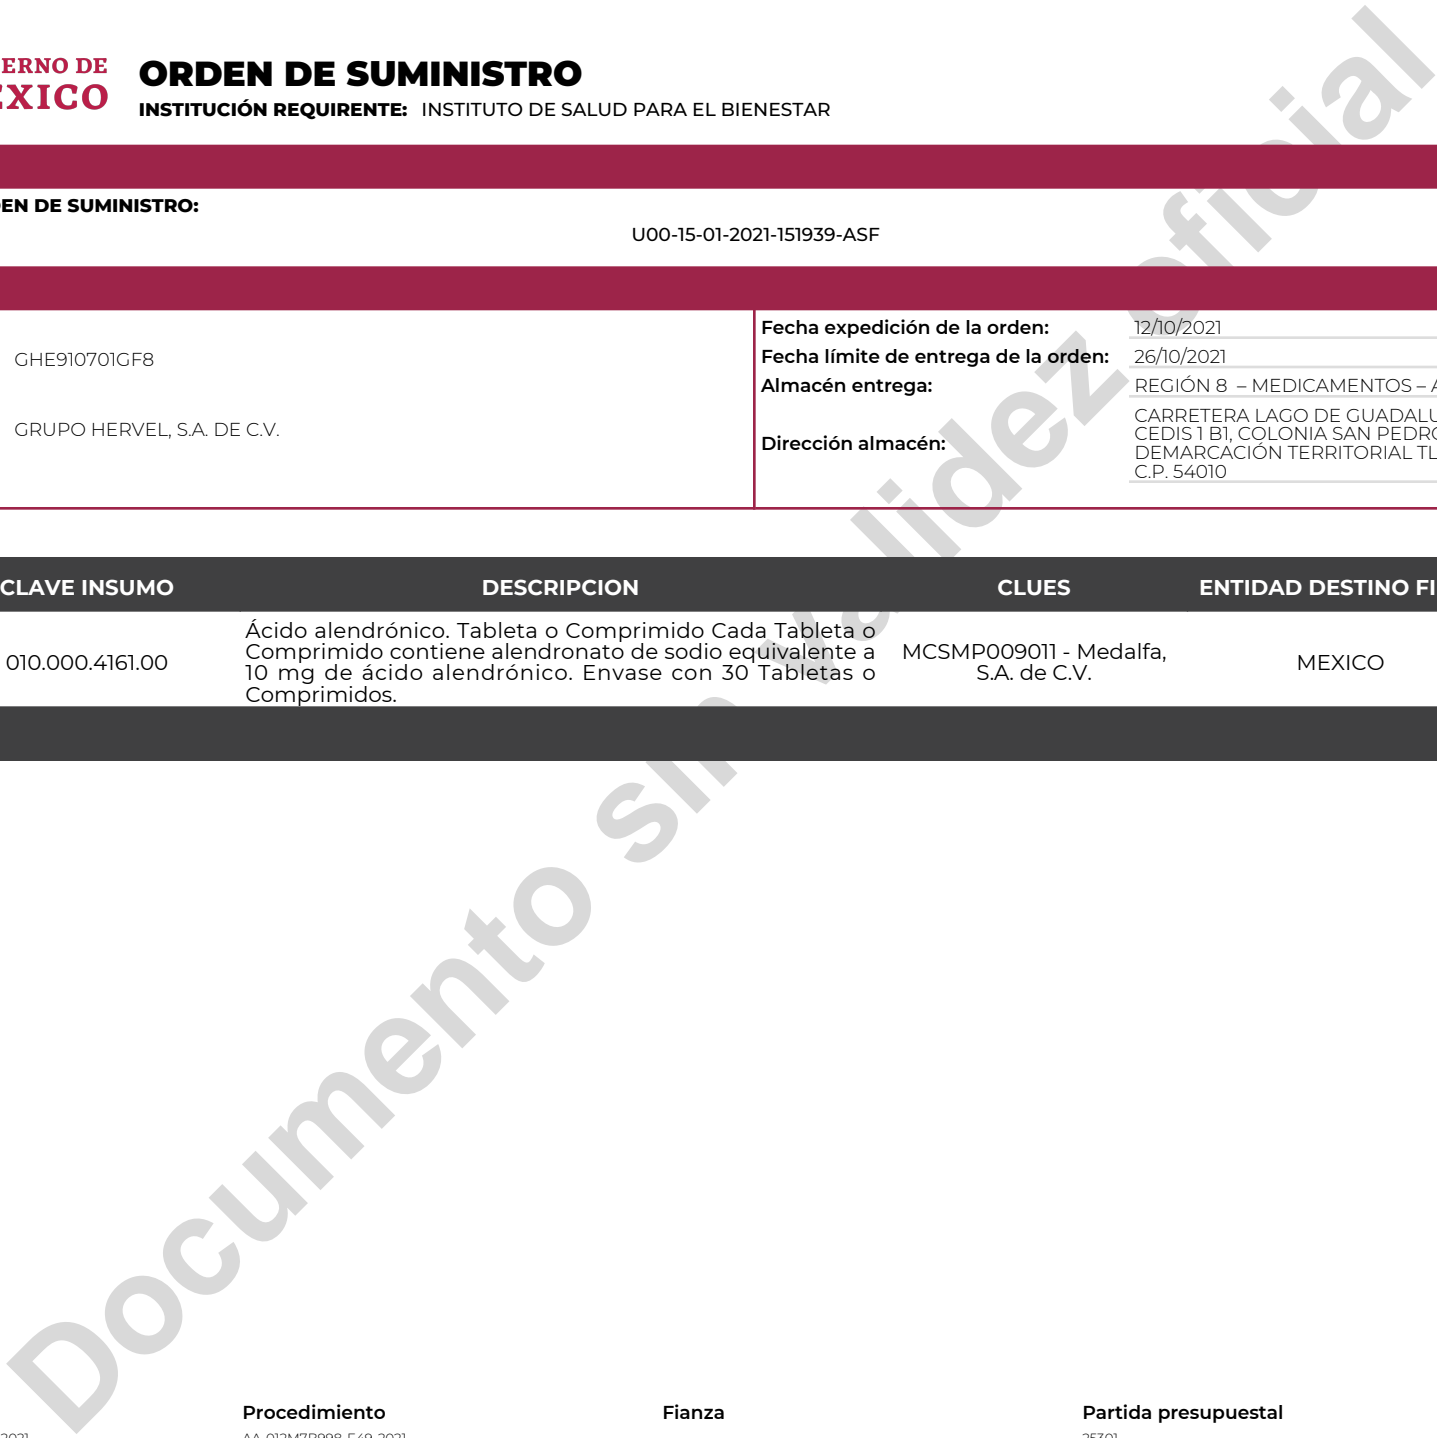 ERNO DE
EXICO
ORDEN DE SUMINISTRO
INSTITUCIÓN REQUIRENTE: INSTITUTO DE SALUD PARA EL BIENESTAR
EN DE SUMINISTRO:
U00-15-01-2021-151939-ASF
GHE910701GF8
GRUPO HERVEL, S.A. DE C.V.
Fecha expedición de la orden: 12/10/2021
Fecha límite de entrega de la orden: 26/10/2021
Almacén entrega: REGIÓN 8 – MEDICAMENTOS – A
Dirección almacén:
CARRETERA LAGO DE GUADALU
CEDIS 1 B1, COLONIA SAN PEDRO
DEMARCACIÓN TERRITORIAL TL
C.P. 54010
CLAVE INSUMO DESCRIPCION CLUES ENTIDAD DESTINO FI
010.000.4161.00
Ácido alendrónico. Tableta o Comprimido Cada Tableta o
Comprimido contiene alendronato de sodio equivalente a
10 mg de ácido alendrónico. Envase con 30 Tabletas o
Comprimidos.
MCSMP009011 - Medalfa,
S.A. de C.V.
MEXICO
Documento sin validez oficial
Procedimiento Fianza Partida presupuestal